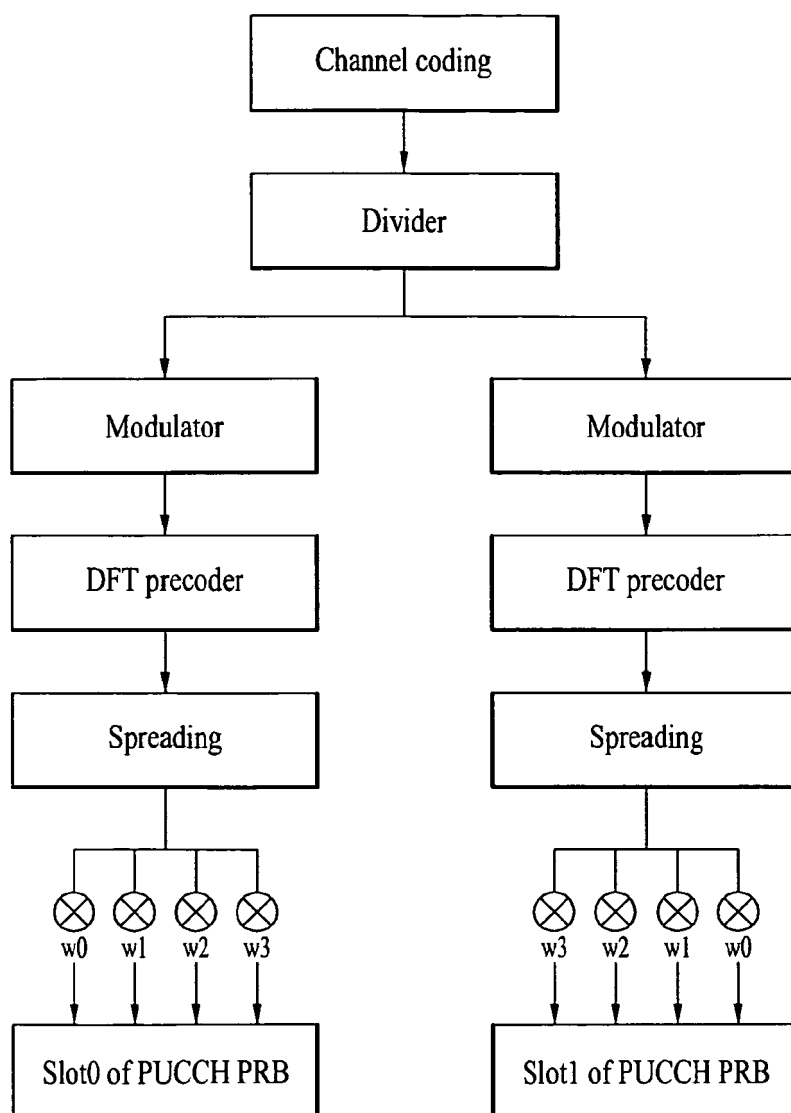 Channel coding
Divider
Modulator
Modulator
DFT precoder
DFT precoder
Spreading
Spreading
w0 w1 w2 w3
w3 w2 w1 w0
Slot0 of PUCCH PRB
Slot1 of PUCCH PRB